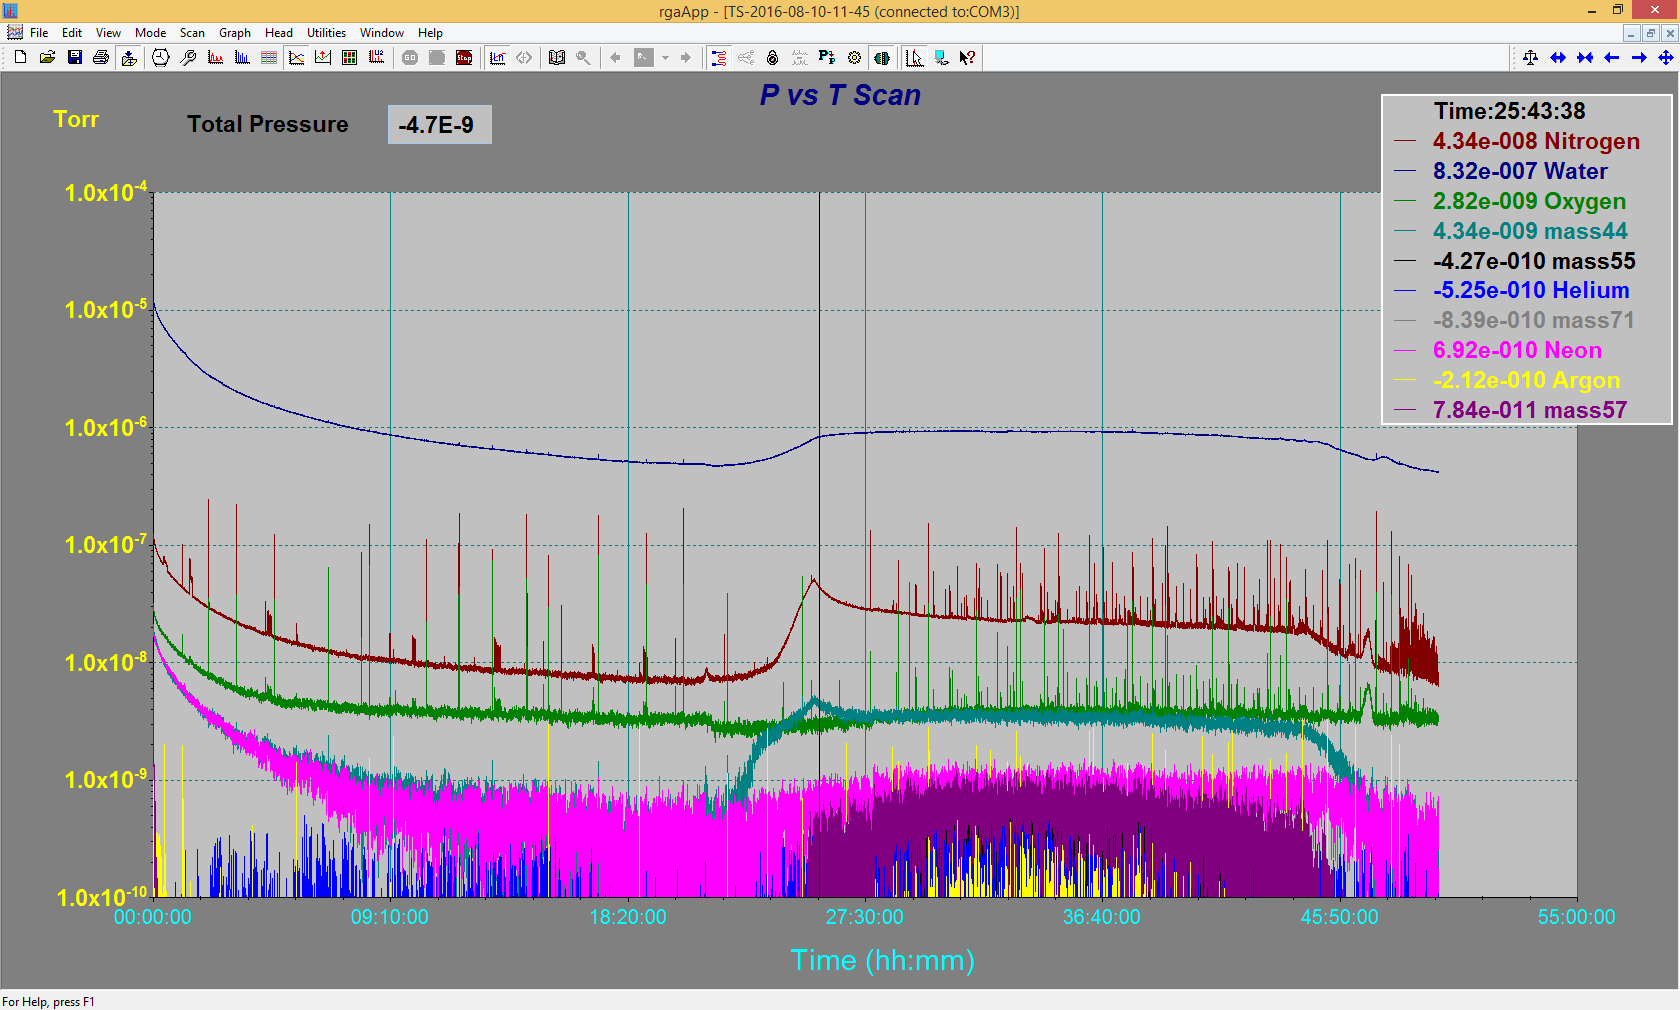 rgaApp - [TS-2016-08-10-11-45 (connected to:COM3)]
File Edit View Mode Scan Graph Head Utilities Window Help
GO Stop
P vs T Scan
Torr
Total Pressure -4.7E-9
Time:25:43:38
4.34e-008 Nitrogen
8.32e-007 Water
2.82e-009 Oxygen
4.34e-009 mass44
-4.27e-010 mass55
-5.25e-010 Helium
-8.39e-010 mass71
6.92e-010 Neon
-2.12e-010 Argon
7.84e-011 mass57
1.0x10-4
1.0x10-5
1.0x10-6
1.0x10-7
1.0x10-8
1.0x10-9
1.0x10-10
00:00:00 09:10:00 18:20:00 27:30:00 36:40:00 45:50:00 55:00:00
Time (hh:mm)
For Help, press F1